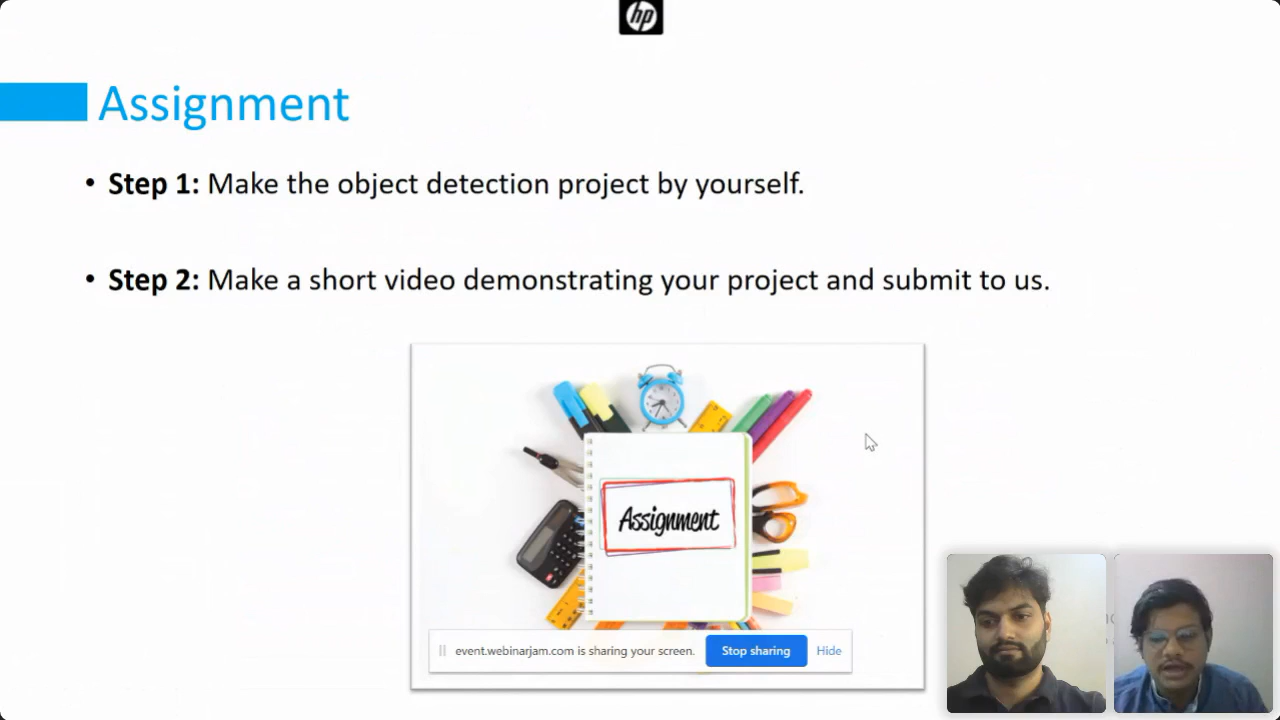 hp
Assignment
• Step 1: Make the object detection project by yourself.
• Step 2: Make a short video demonstrating your project and submit to us.
Assignment
event.webinarjam.com is sharing your screen. Stop sharing Hide